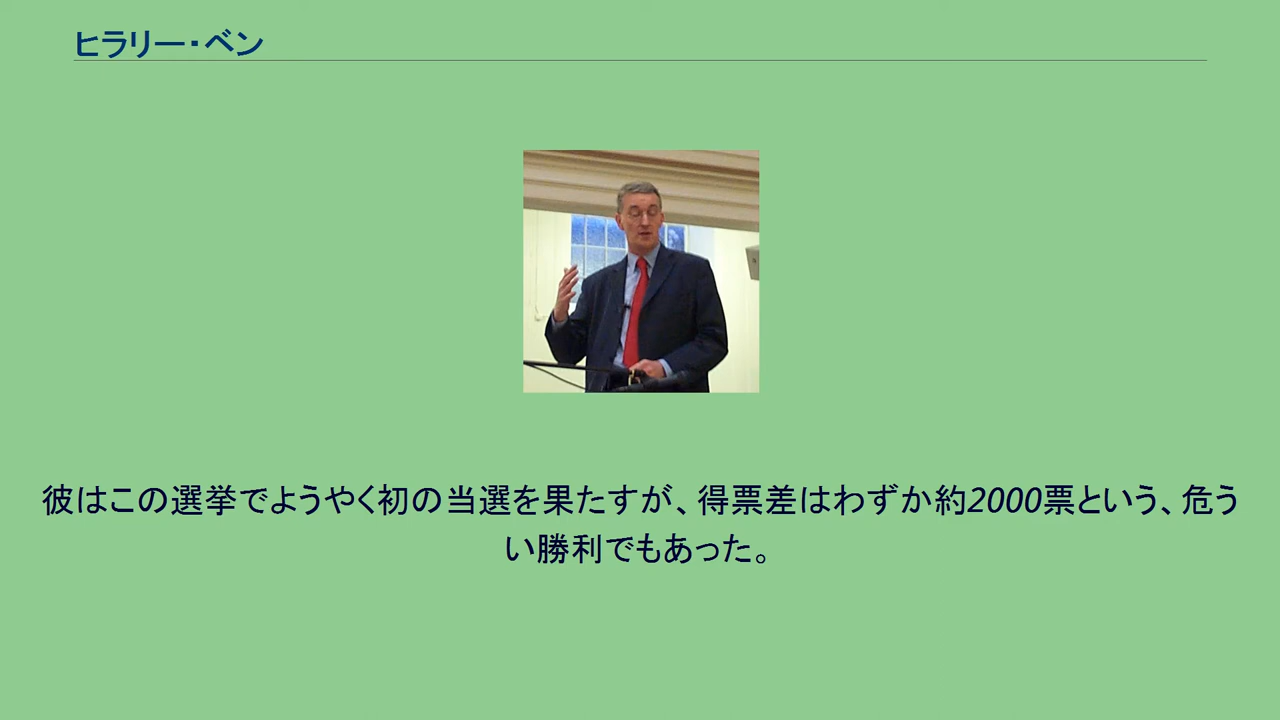 ヒラリー・ベン
彼はこの選挙でようやく初の当選を果たすが、得票差はわずか約2000票という、危う
い勝利でもあった。